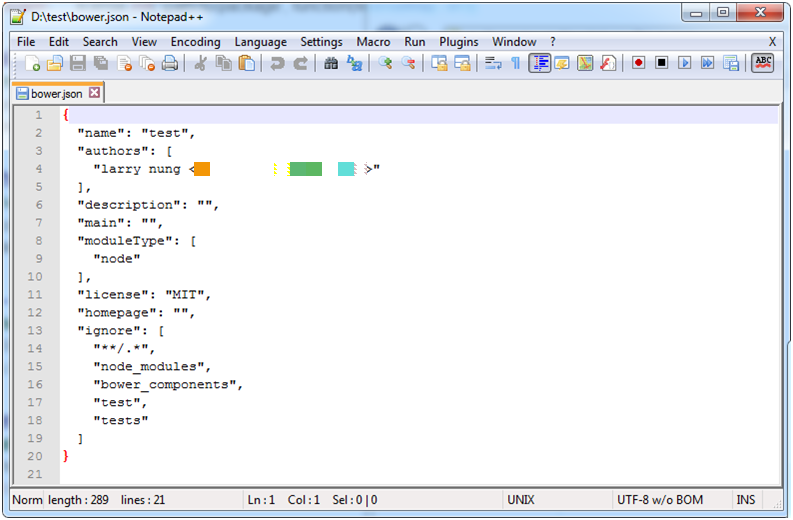 D:\test\bower.json - Notepad++
File Edit Search View Encoding Language Settings Macro Run Plugins Window ? X
ABC
bower.json
1 {
2 "name": "test",
3 "authors": [
4 "larry nung < >"
5 ],
6 "description": "",
7 "main": "",
8 "moduleType": [
9 "node"
10 ],
11 "license": "MIT",
12 "homepage": "",
13 "ignore": [
14 "**/.*",
15 "node_modules",
16 "bower_components",
17 "test",
18 "tests"
19 ]
20 }
21
Norm length : 289 lines : 21 Ln : 1 Col : 1 Sel : 0 | 0 UNIX UTF-8 w/o BOM INS